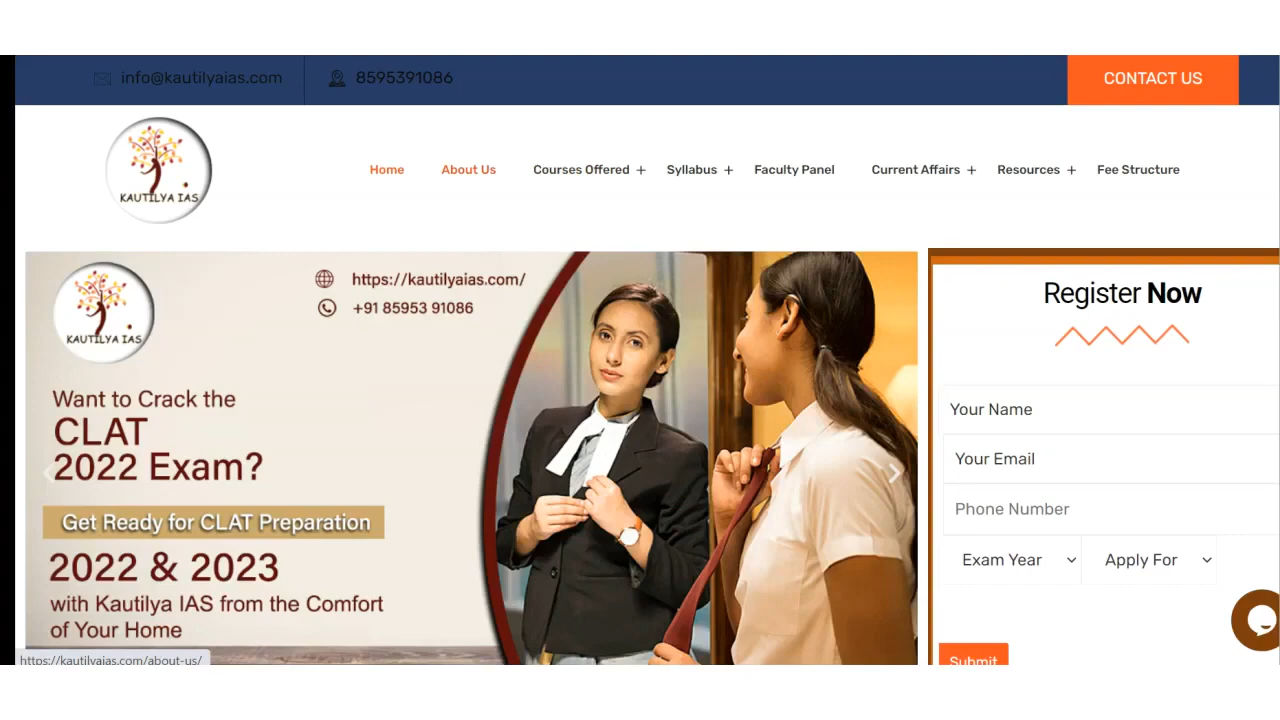 info@kautilyaias.com 8595391086 CONTACT US
KAUTILYA IAS
Home About Us Courses Offered + Syllabus + Faculty Panel Current Affairs + Resources + Fee Structure
KAUTILYA IAS
https://kautilyaias.com/
+91 85953 91086
Want to Crack the
CLAT
2022 Exam?
Get Ready for CLAT Preparation
2022 & 2023
with Kautilya IAS from the Comfort
of Your Home
Register Now
Your Name
Your Email
Phone Number
Exam Year Apply For
Submit
https://kautilyaias.com/about-us/